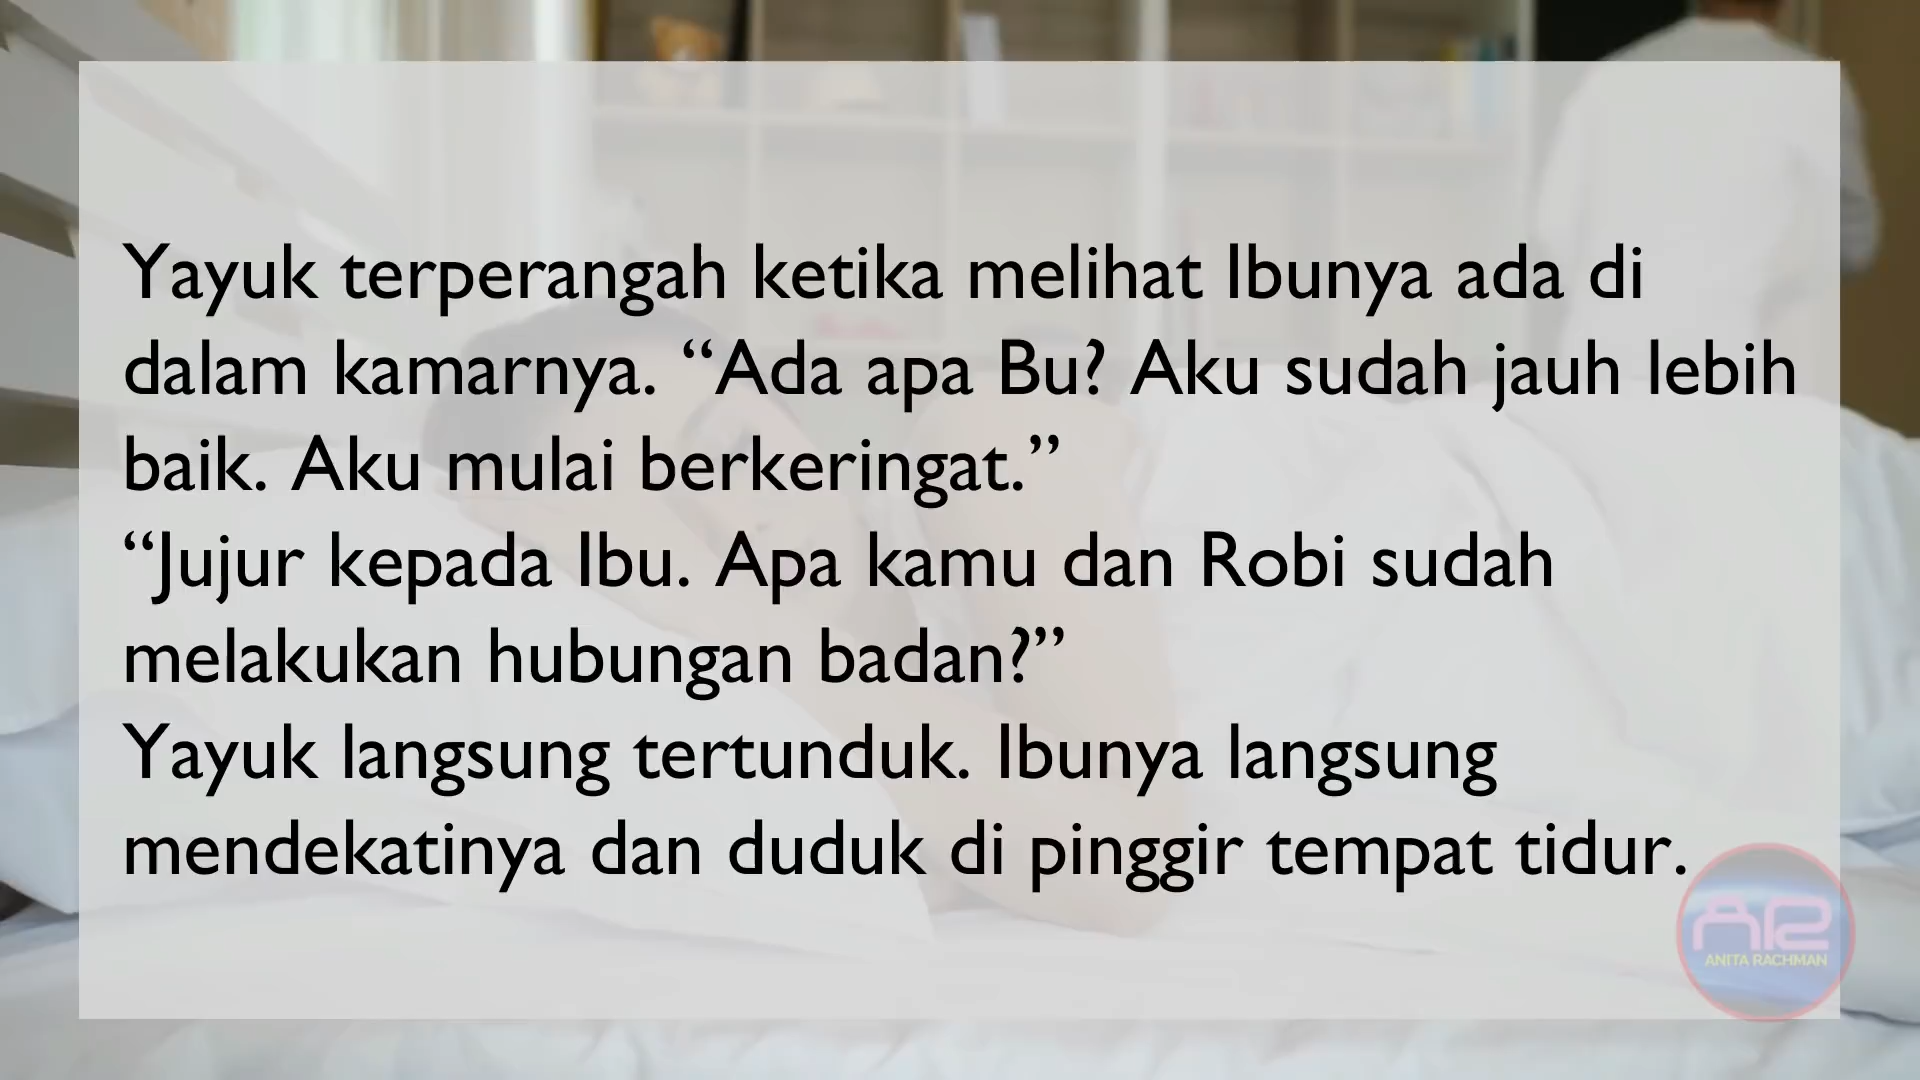 Yayuk terperangah ketika melihat Ibunya ada di
dalam kamarnya. “Ada apa Bu? Aku sudah jauh lebih
baik. Aku mulai berkeringat.”
“Jujur kepada Ibu. Apa kamu dan Robi sudah
melakukan hubungan badan?”
Yayuk langsung tertunduk. Ibunya langsung
mendekatinya dan duduk di pinggir tempat tidur.
AR
ANITA RACHMAN